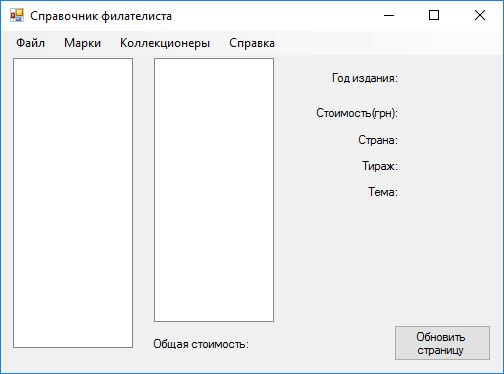 Справочник филателиста
Файл Марки Коллекционеры Справка
Год издания:
Стоимость(грн):
Страна:
Тираж:
Тема:
Общая стоимость:
Обновить
страницу